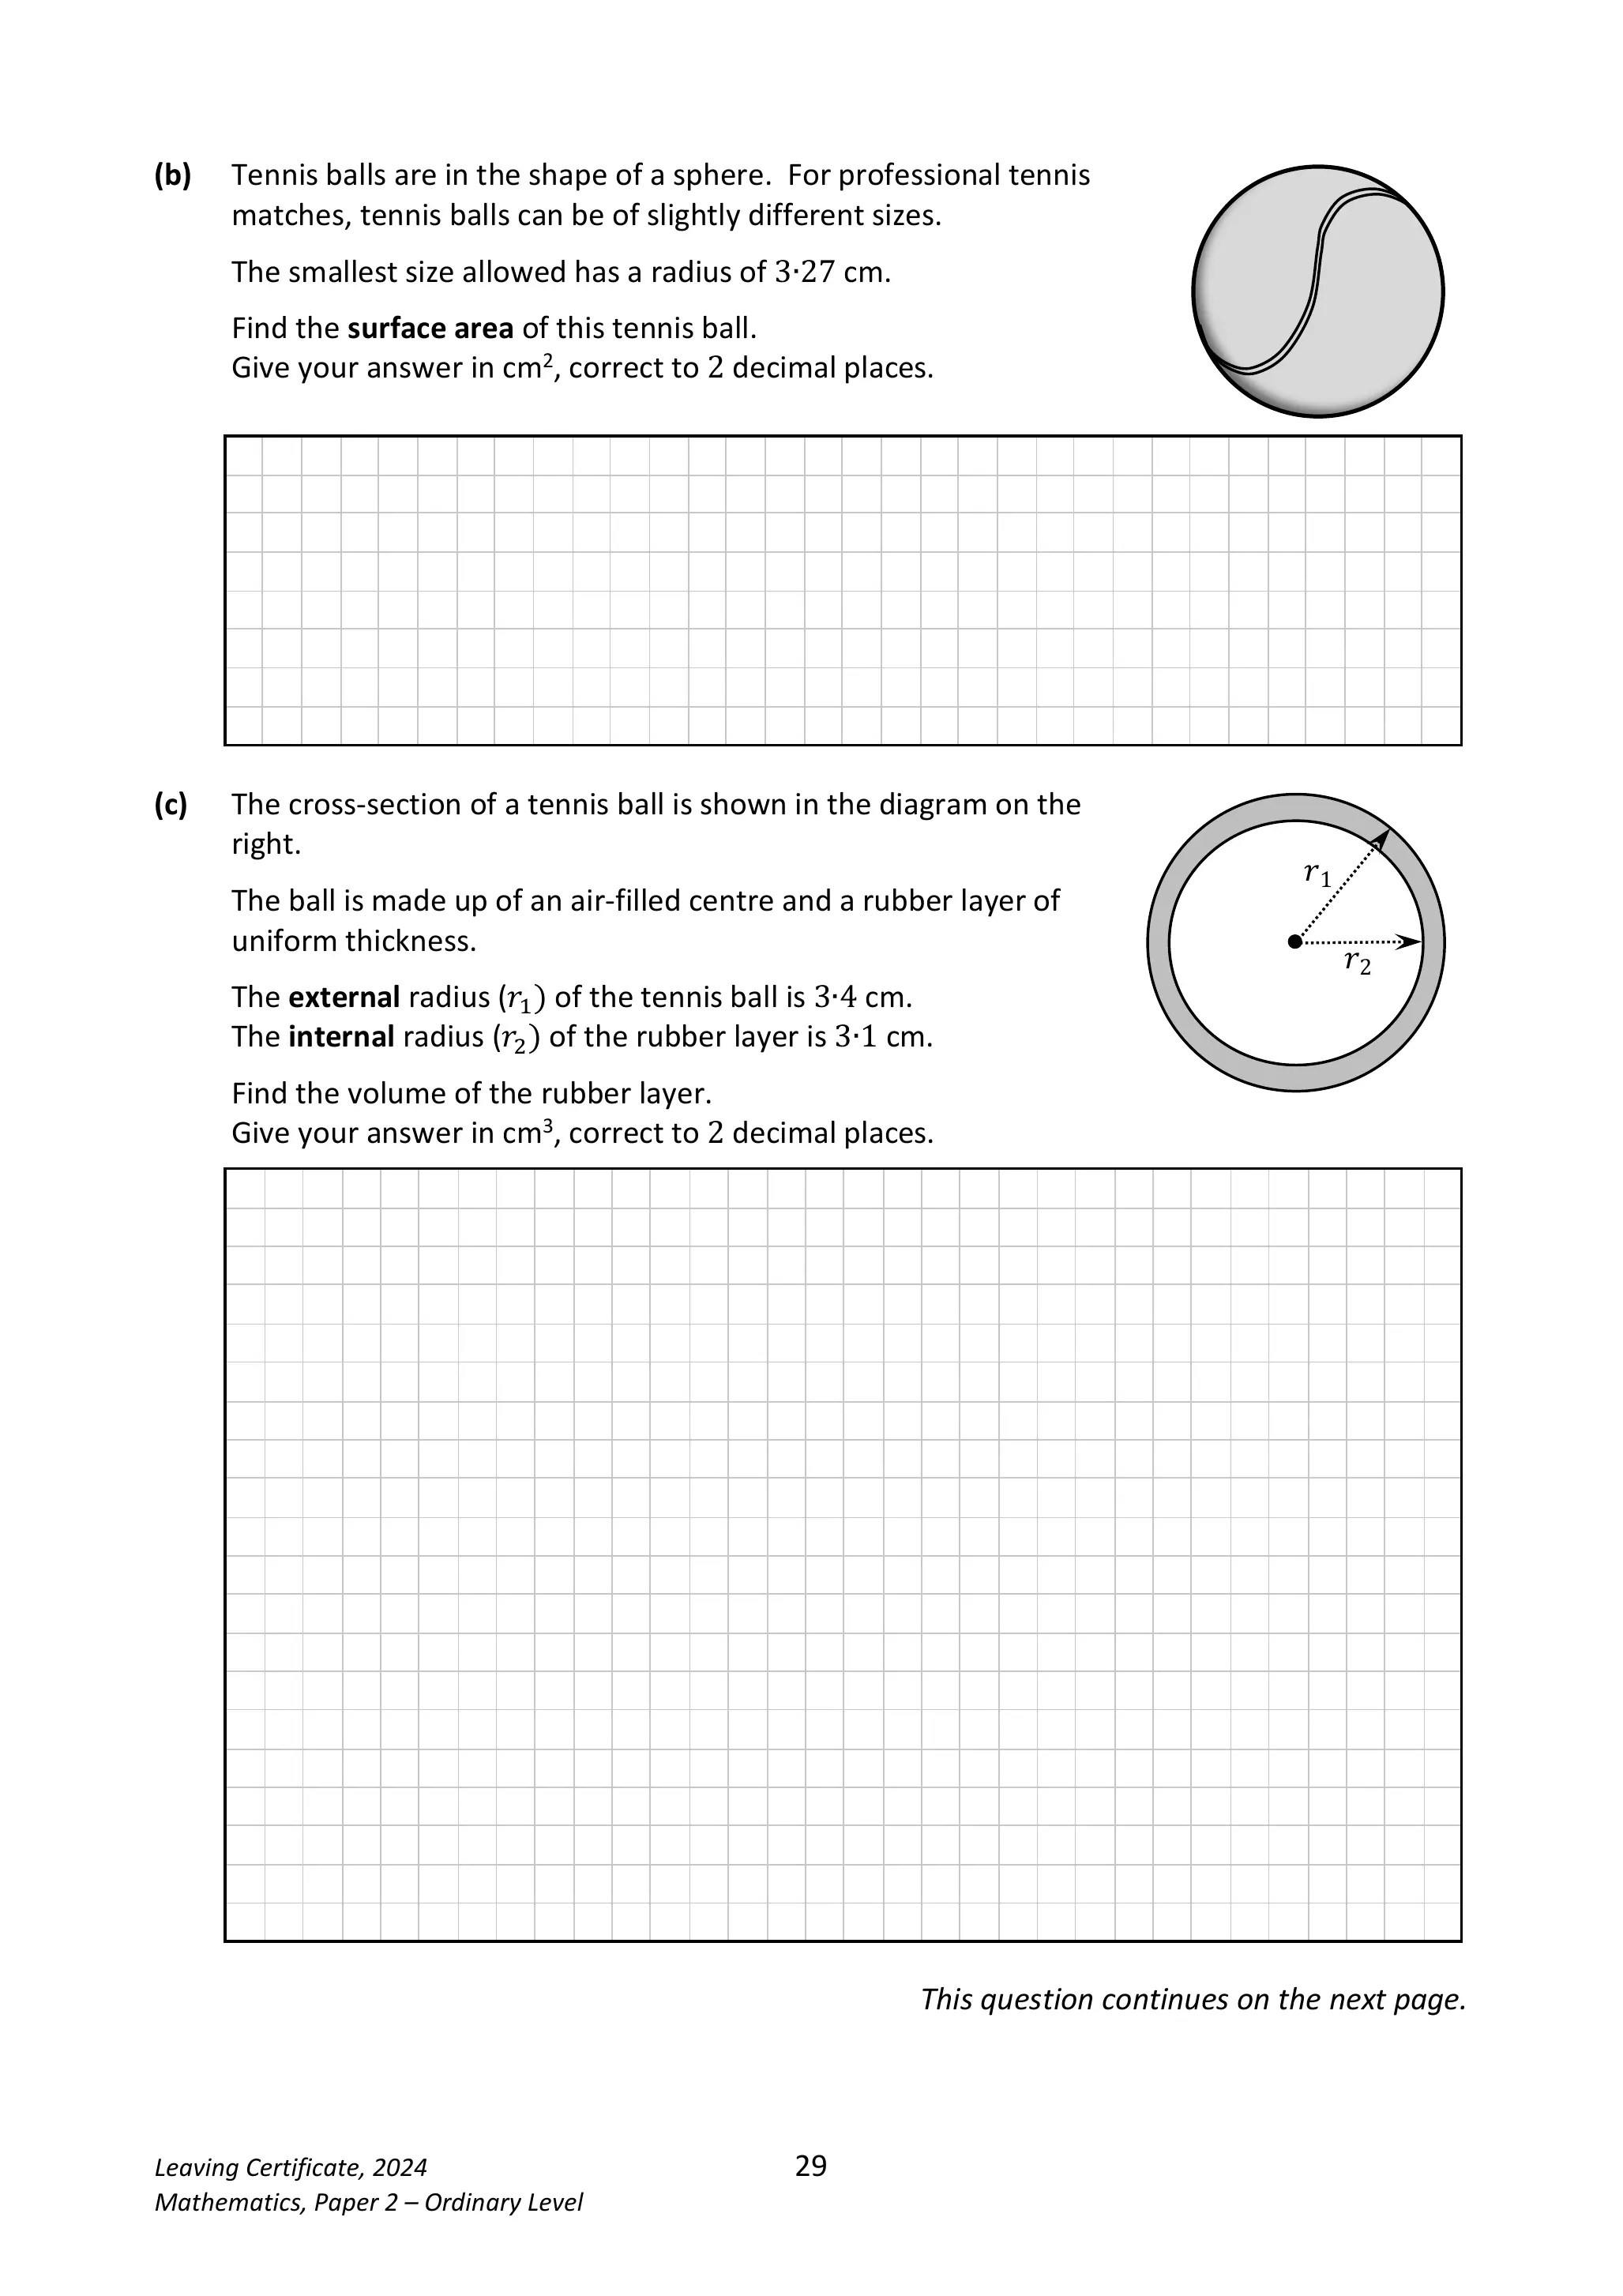 (b) Tennis balls are in the shape of a sphere. For professional tennis
matches, tennis balls can be of slightly different sizes.
The smallest size allowed has a radius of 3·27 cm.
Find the surface area of this tennis ball.
Give your answer in cm², correct to 2 decimal places.
(c) The cross-section of a tennis ball is shown in the diagram on the
right.
The ball is made up of an air-filled centre and a rubber layer of
uniform thickness.
The external radius (r₁) of the tennis ball is 3·4 cm.
The internal radius (r₂) of the rubber layer is 3·1 cm.
Find the volume of the rubber layer.
Give your answer in cm³, correct to 2 decimal places.
r₁
r₂
This question continues on the next page.
Leaving Certificate, 2024
29
Mathematics, Paper 2 – Ordinary Level